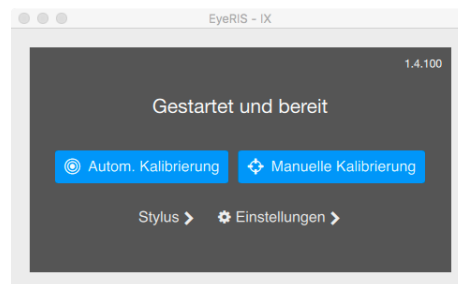 EyeRIS - IX
1.4.100
Gestartet und bereit
Autom. Kalibrierung Manuelle Kalibrierung
Stylus Einstellungen